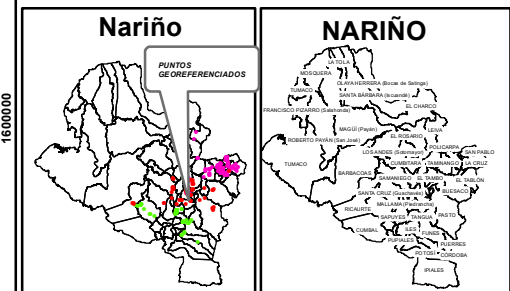 Nariño
NARIÑO
1600000
PUNTOS
GEOREFERENCIADOS
LA TOLA
MOSQUERA
OLAYA HERRERA (Bocas de Satinga)
TUMACO
SANTA BÁRBARA (Iscuandé)
EL CHARCO
FRANCISCO PIZARRO (Salahonda)
MAGÜÍ (Payán)
LEIVA
ROBERTO PAYÁN (San José)
EL ROSARIO
POLICARPA
LOS ANDES (Sotomayor)
SAN PABLO
TUMACO
CUMBITARA
TAMINANGO
LA CRUZ
BARBACOAS
SAMANIEGO
EL TAMBO
EL TABLÓN
SANTA CRUZ (Guachavés)
BUESACO
MALLAMA (Piedrancha)
RICAURTE
SAPUYES
TANGUA
PASTO
CUMBAL
ILES
FUNES
PUPIALES
PUERRES
POTOSÍ
CÓRDOBA
IPIALES